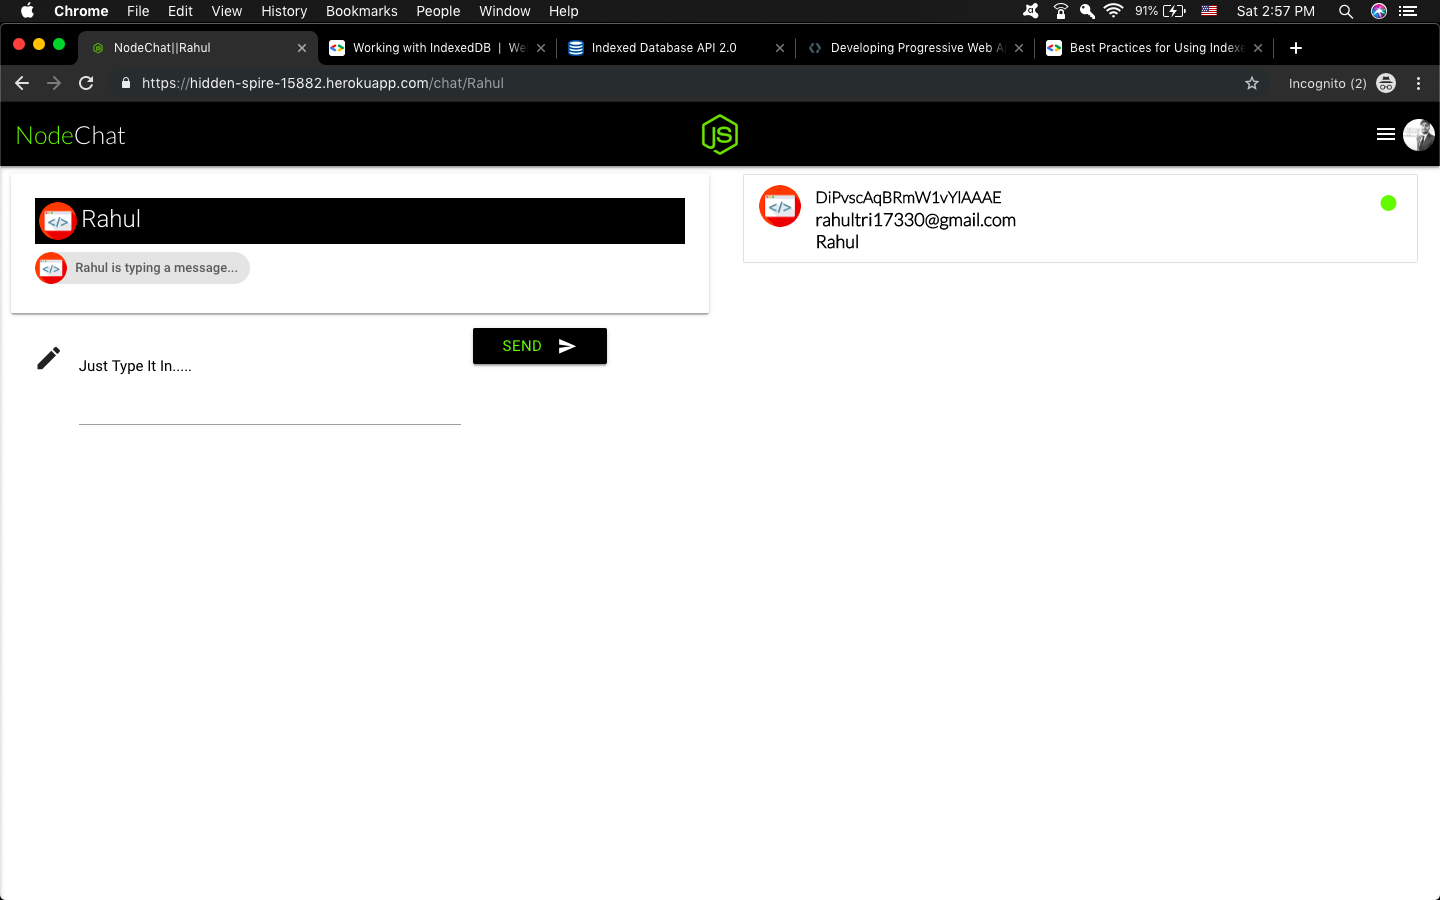 Chrome File Edit View History Bookmarks People Window Help 91% Sat 2:57 PM
NodeChat||Rahul Working with IndexedDB | We Indexed Database API 2.0 Developing Progressive Web A Best Practices for Using Indexe
https://hidden-spire-15882.herokuapp.com/chat/Rahul Incognito (2)
NodeChat JS
Rahul
Rahul is typing a message...
Just Type It In.....
SEND
DiPvscAqBRmW1vYlAAAE
rahultri17330@gmail.com
Rahul